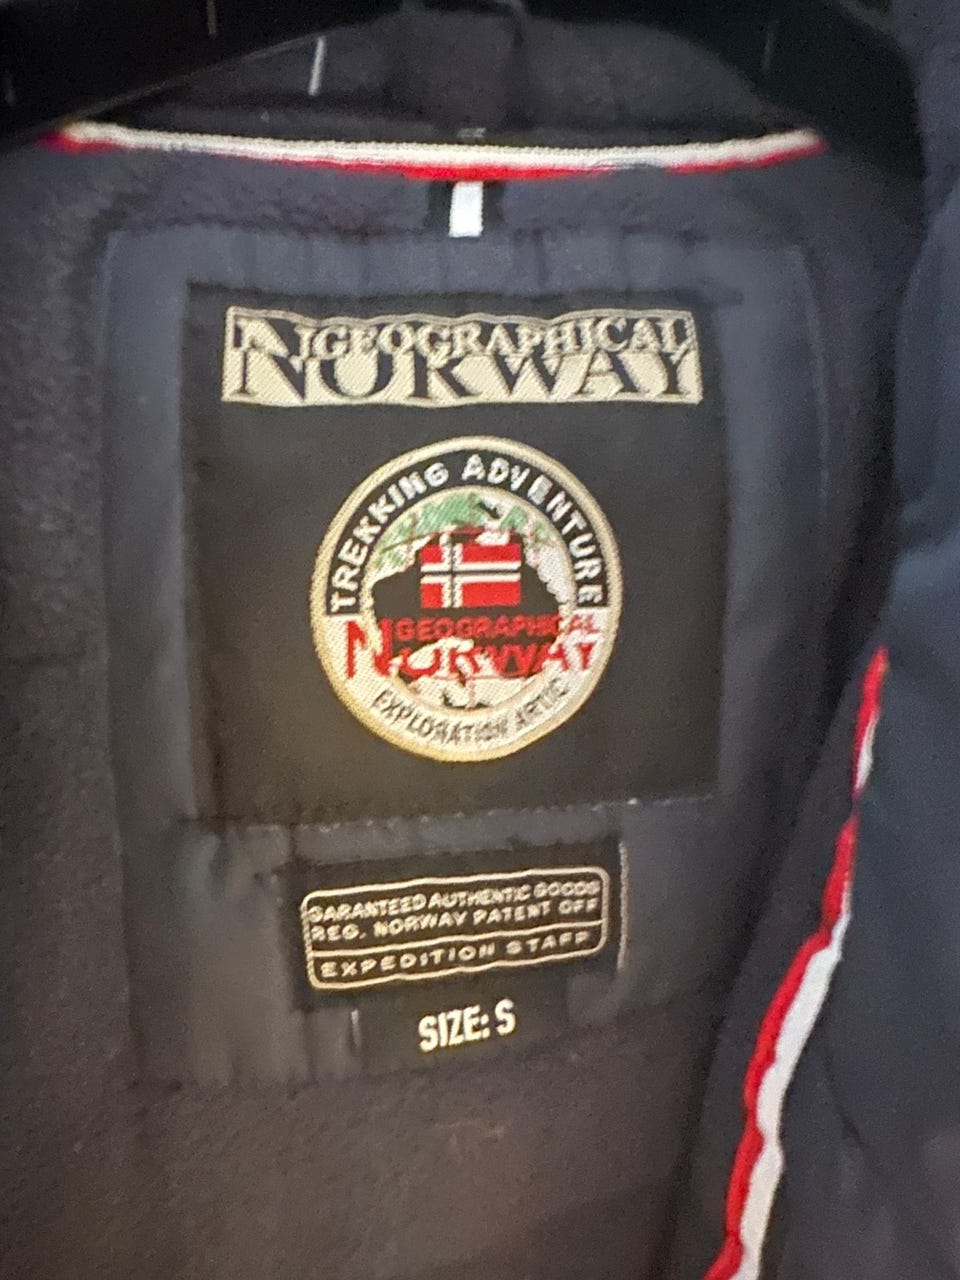 GEOGRAPHICAL
NORWAY
TREKKING ADVENTURE
GEOGRAPHICAL
NORWAY
EXPLORATION ARTIC
GARANTEED AUTHENTIC GOODS
REG. NORWAY PATENT OFF
EXPEDITION STAFF
SIZE: S